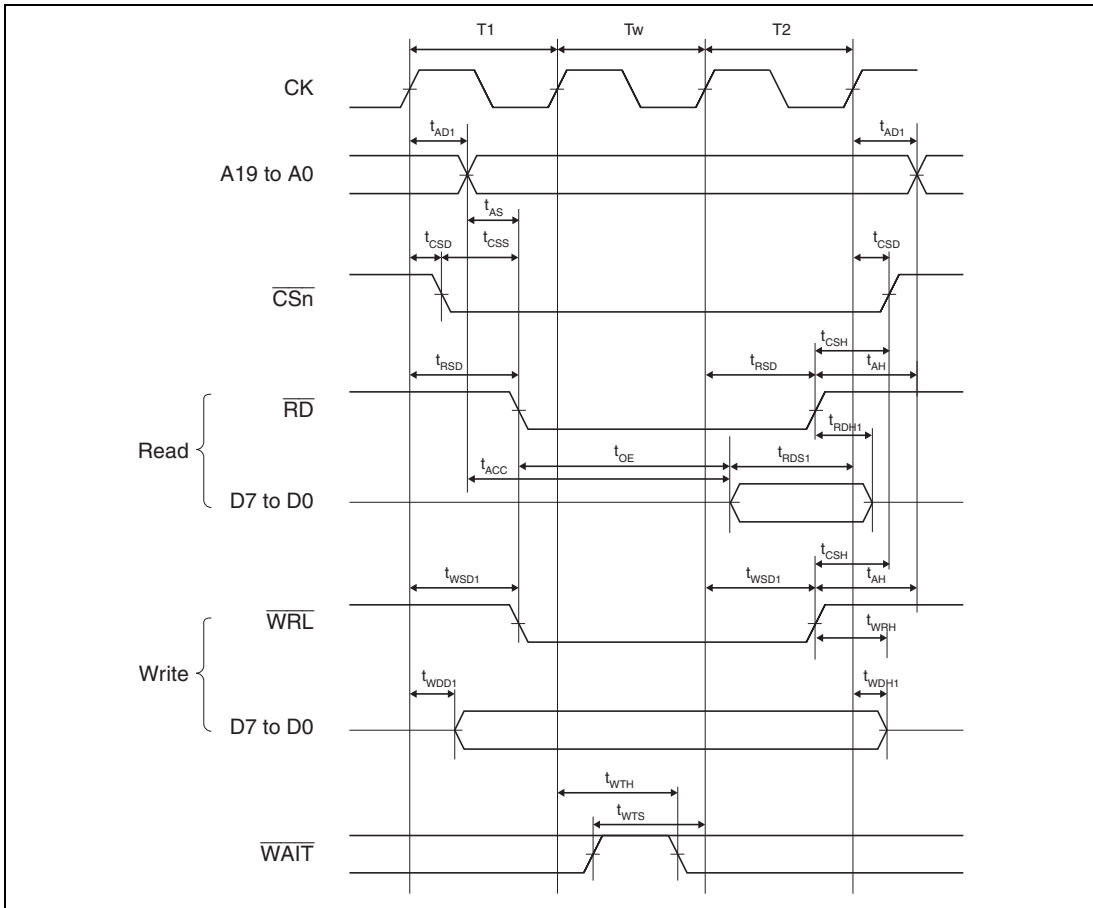 T1 Tw T2
CK
tAD1 tAD1
A19 to A0
tAS
tCSD tCSS tCSD
CSn
tCSH
tRSD tRSD tAH
RD
tRDH1
Read
tOE tRDS1
tACC
D7 to D0
tCSH
tWSD1 tWSD1 tAH
WRL
tWRH
Write
tWDD1 tWDH1
D7 to D0
tWTH
tWTS
WAIT